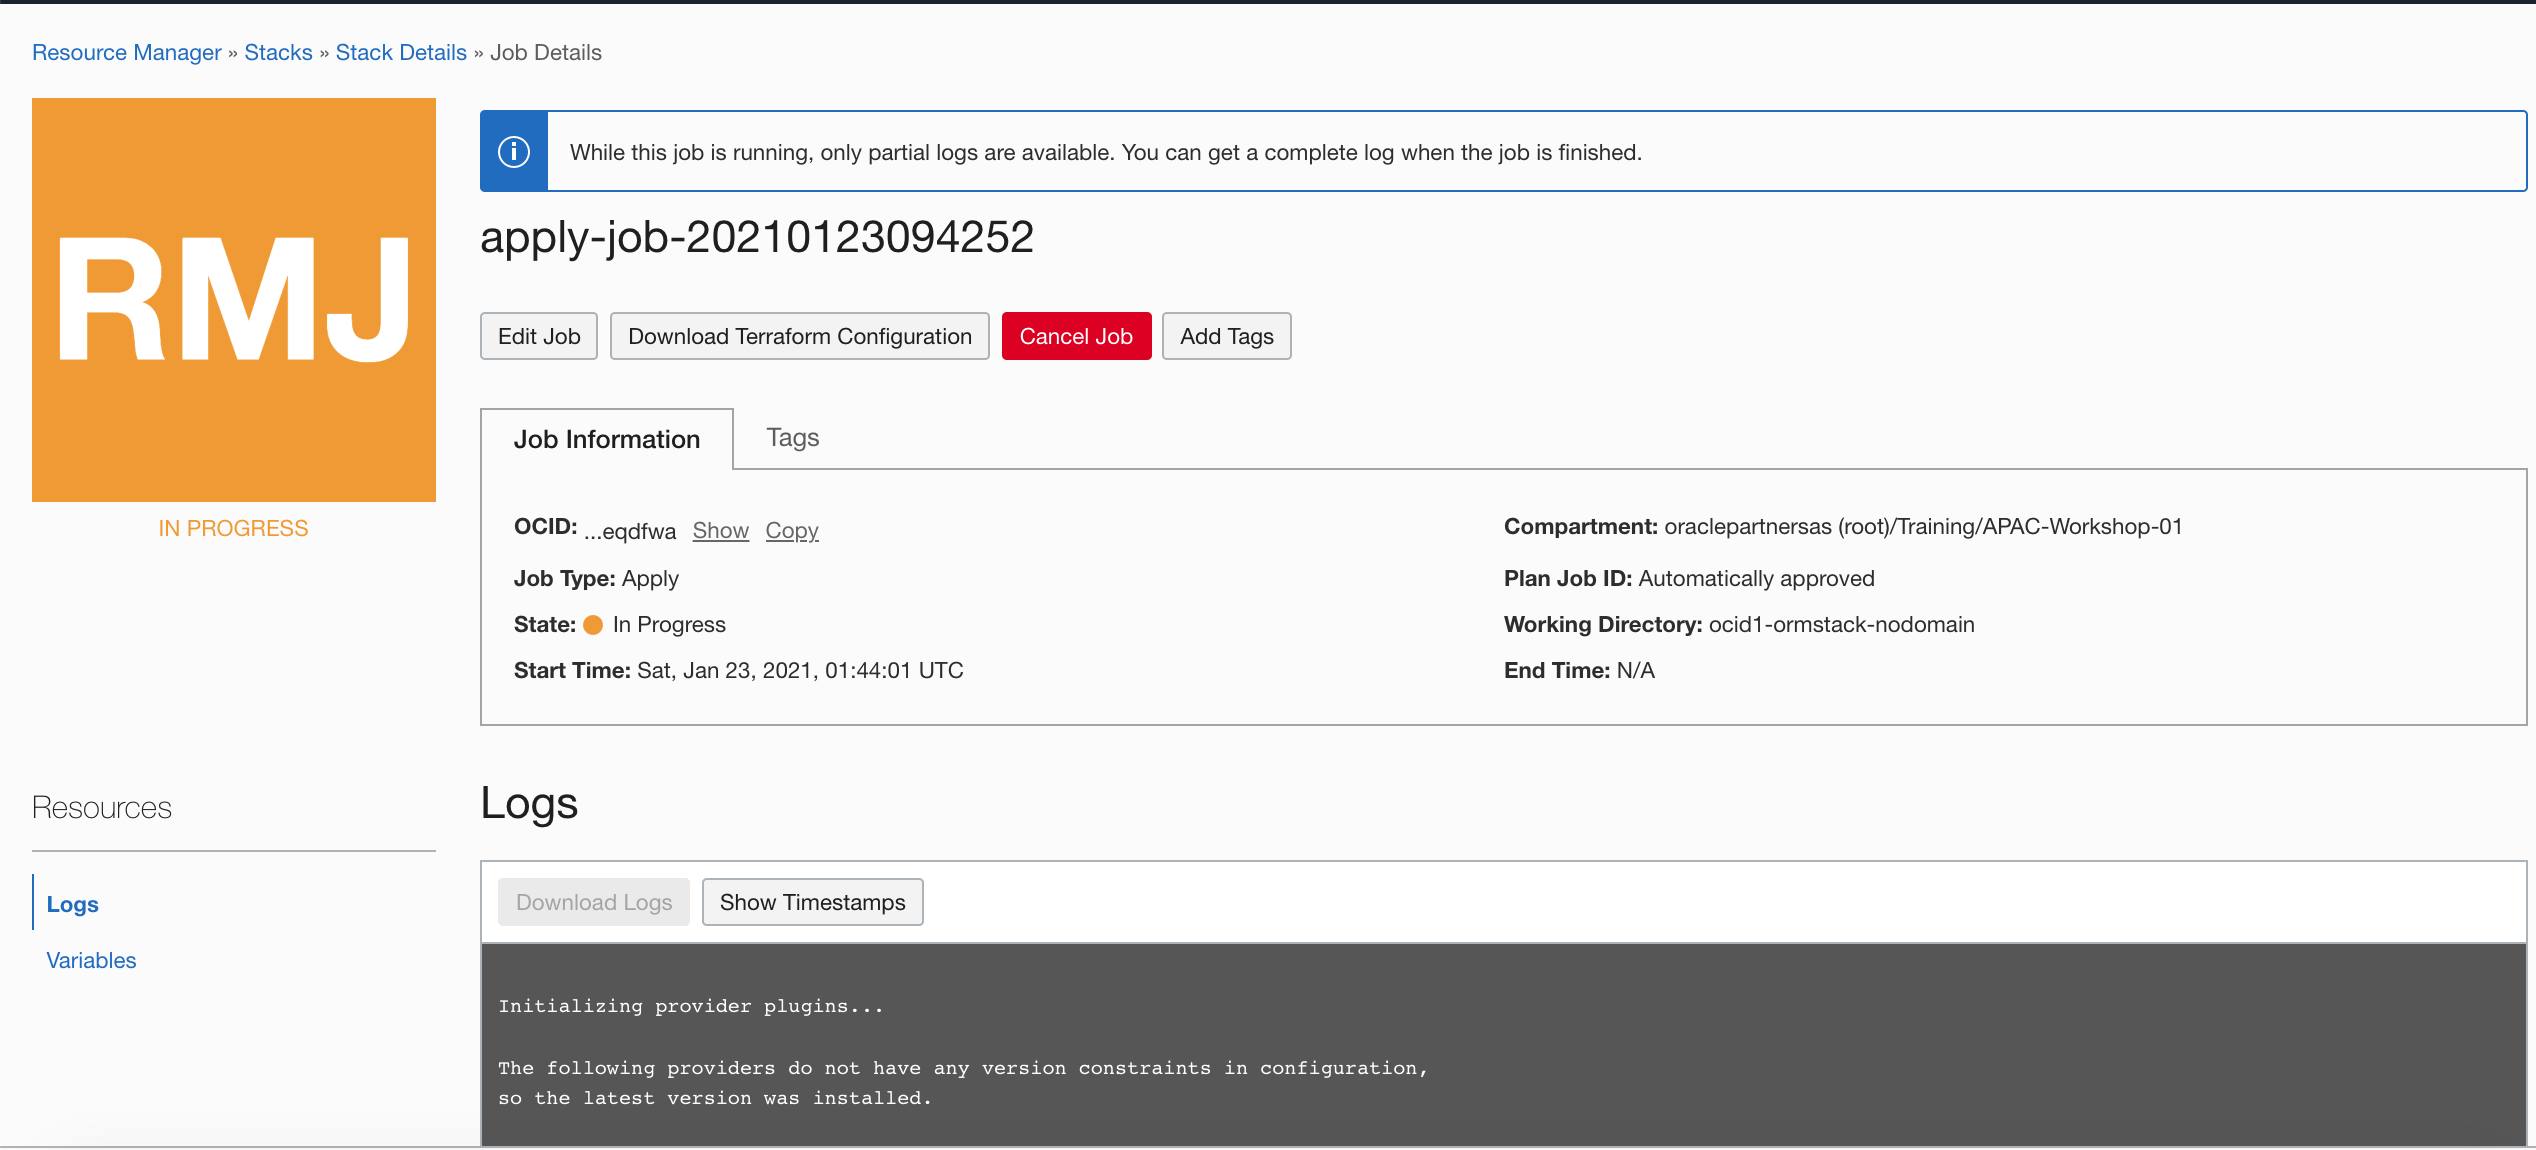 Resource Manager » Stacks » Stack Details » Job Details
RMJ
IN PROGRESS
While this job is running, only partial logs are available. You can get a complete log when the job is finished.
apply-job-20210123094252
Edit Job Download Terraform Configuration Cancel Job Add Tags
Job Information Tags
OCID: ...eqdfwa Show Copy
Job Type: Apply
State: In Progress
Start Time: Sat, Jan 23, 2021, 01:44:01 UTC
Compartment: oraclepartnersas (root)/Training/APAC-Workshop-01
Plan Job ID: Automatically approved
Working Directory: ocid1-ormstack-nodomain
End Time: N/A
Resources
Logs
Variables
Logs
Download Logs Show Timestamps
Initializing provider plugins...
The following providers do not have any version constraints in configuration,
so the latest version was installed.